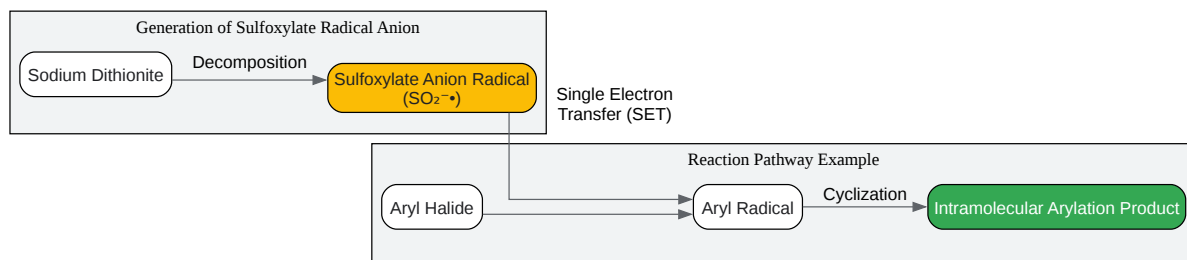 Generation of Sulfoxylate Radical Anion
Sodium Dithionite
Decomposition
Sulfoxylate Anion Radical
(SO₂⁻•)
Single Electron
Transfer (SET)
Reaction Pathway Example
Aryl Halide
Aryl Radical
Cyclization
Intramolecular Arylation Product